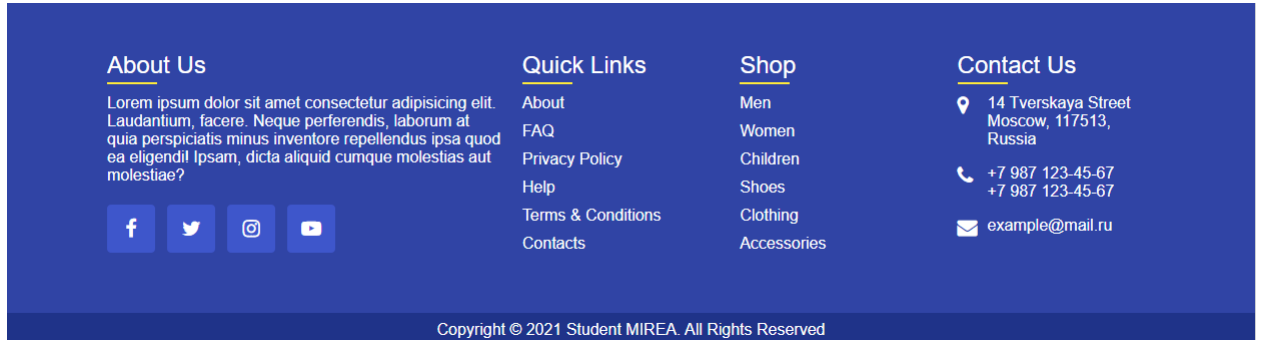 About Us
Lorem ipsum dolor sit amet consectetur adipisicing elit.
Laudantium, facere. Neque perferendis, laborum at
quia perspiciatis minus inventore repellendus ipsa quod
ea eligendi! Ipsam, dicta aliquid cumque molestias aut
molestiae?
Quick Links
About
FAQ
Privacy Policy
Help
Terms & Conditions
Contacts
Shop
Men
Women
Children
Shoes
Clothing
Accessories
Contact Us
14 Tverskaya Street
Moscow, 117513,
Russia
+7 987 123-45-67
+7 987 123-45-67
example@mail.ru
Copyright © 2021 Student MIREA. All Rights Reserved